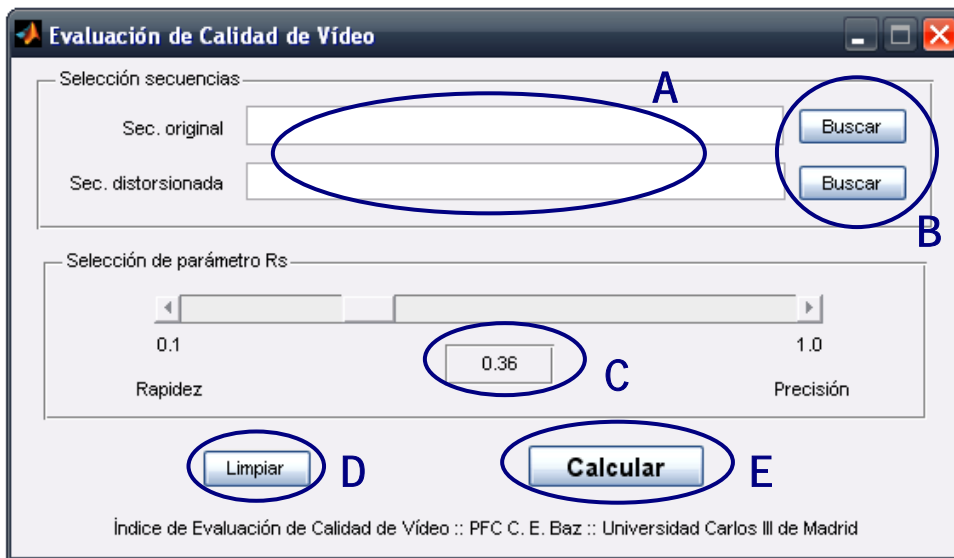 Evaluación de Calidad de Vídeo
Selección secuencias
A
Sec. original
Buscar
Sec. distorsionada
Buscar
B
Selección de parámetro Rs
0.1
1.0
0.36
C
Rapidez
Precisión
Limpiar
D
Calcular
E
Índice de Evaluación de Calidad de Vídeo :: PFC C. E. Baz :: Universidad Carlos III de Madrid